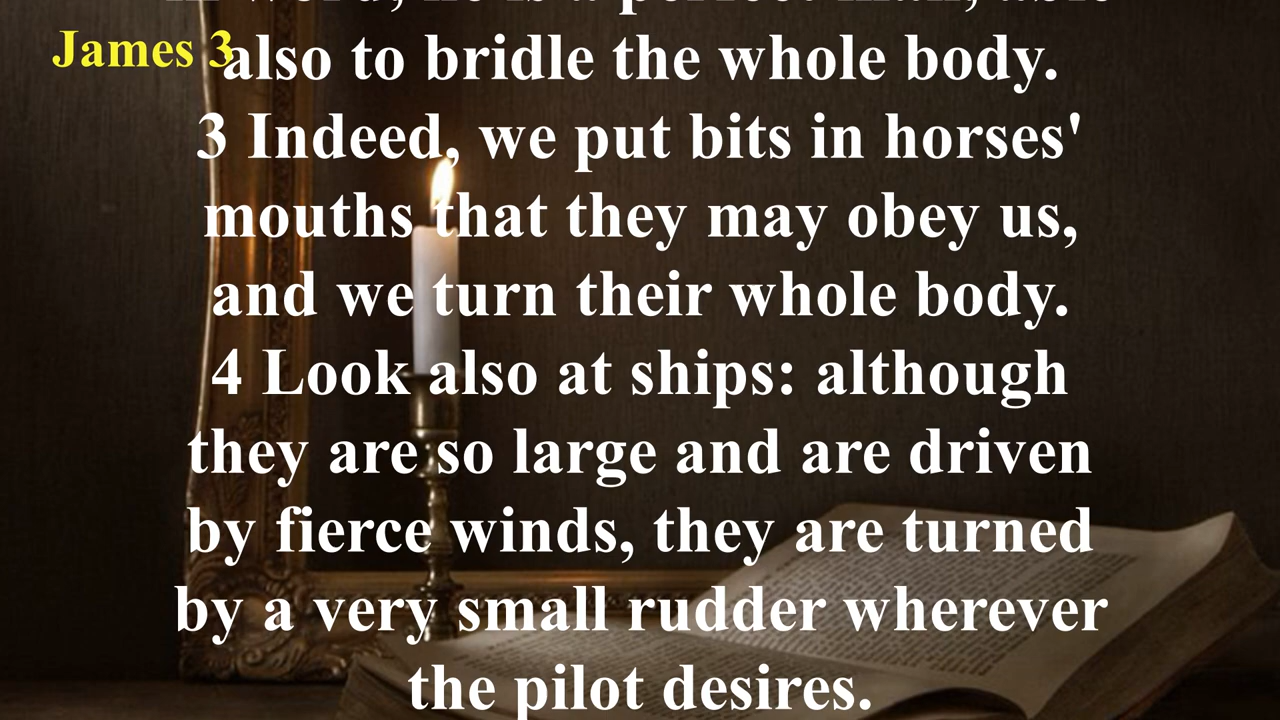 James 3
also to bridle the whole body.
3 Indeed, we put bits in horses'
mouths that they may obey us,
and we turn their whole body.
4 Look also at ships: although
they are so large and are driven
by fierce winds, they are turned
by a very small rudder wherever
the pilot desires.